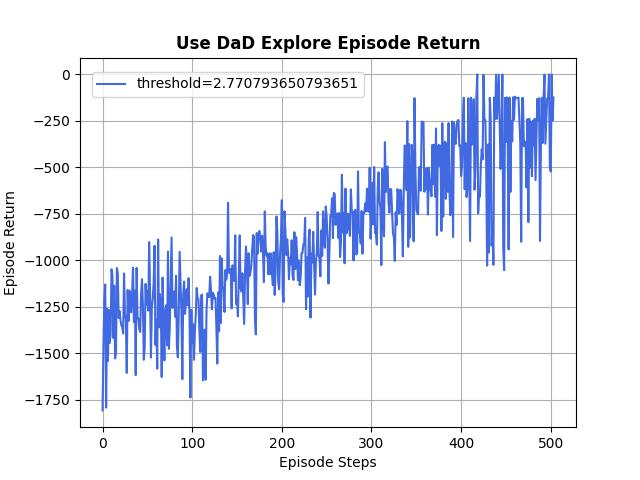 Use DaD Explore Episode Return
threshold=2.770793650793651
0
−250
−500
−750
−1000
−1250
−1500
−1750
Episode Return
0 100 200 300 400 500
Episode Steps